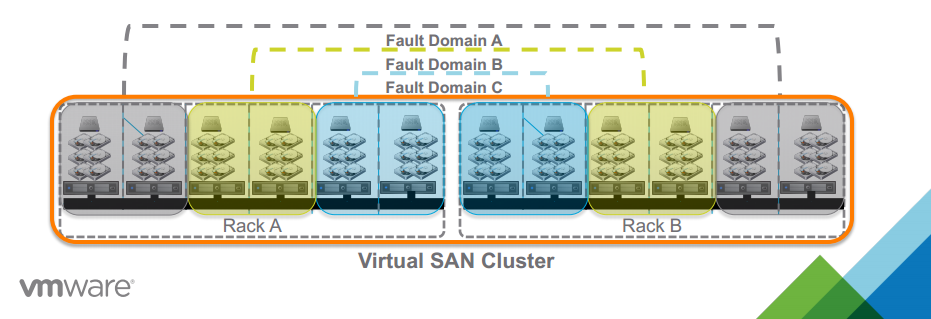 Fault Domain A
Fault Domain B
Fault Domain C
Rack A
Rack B
Virtual SAN Cluster
vmware®